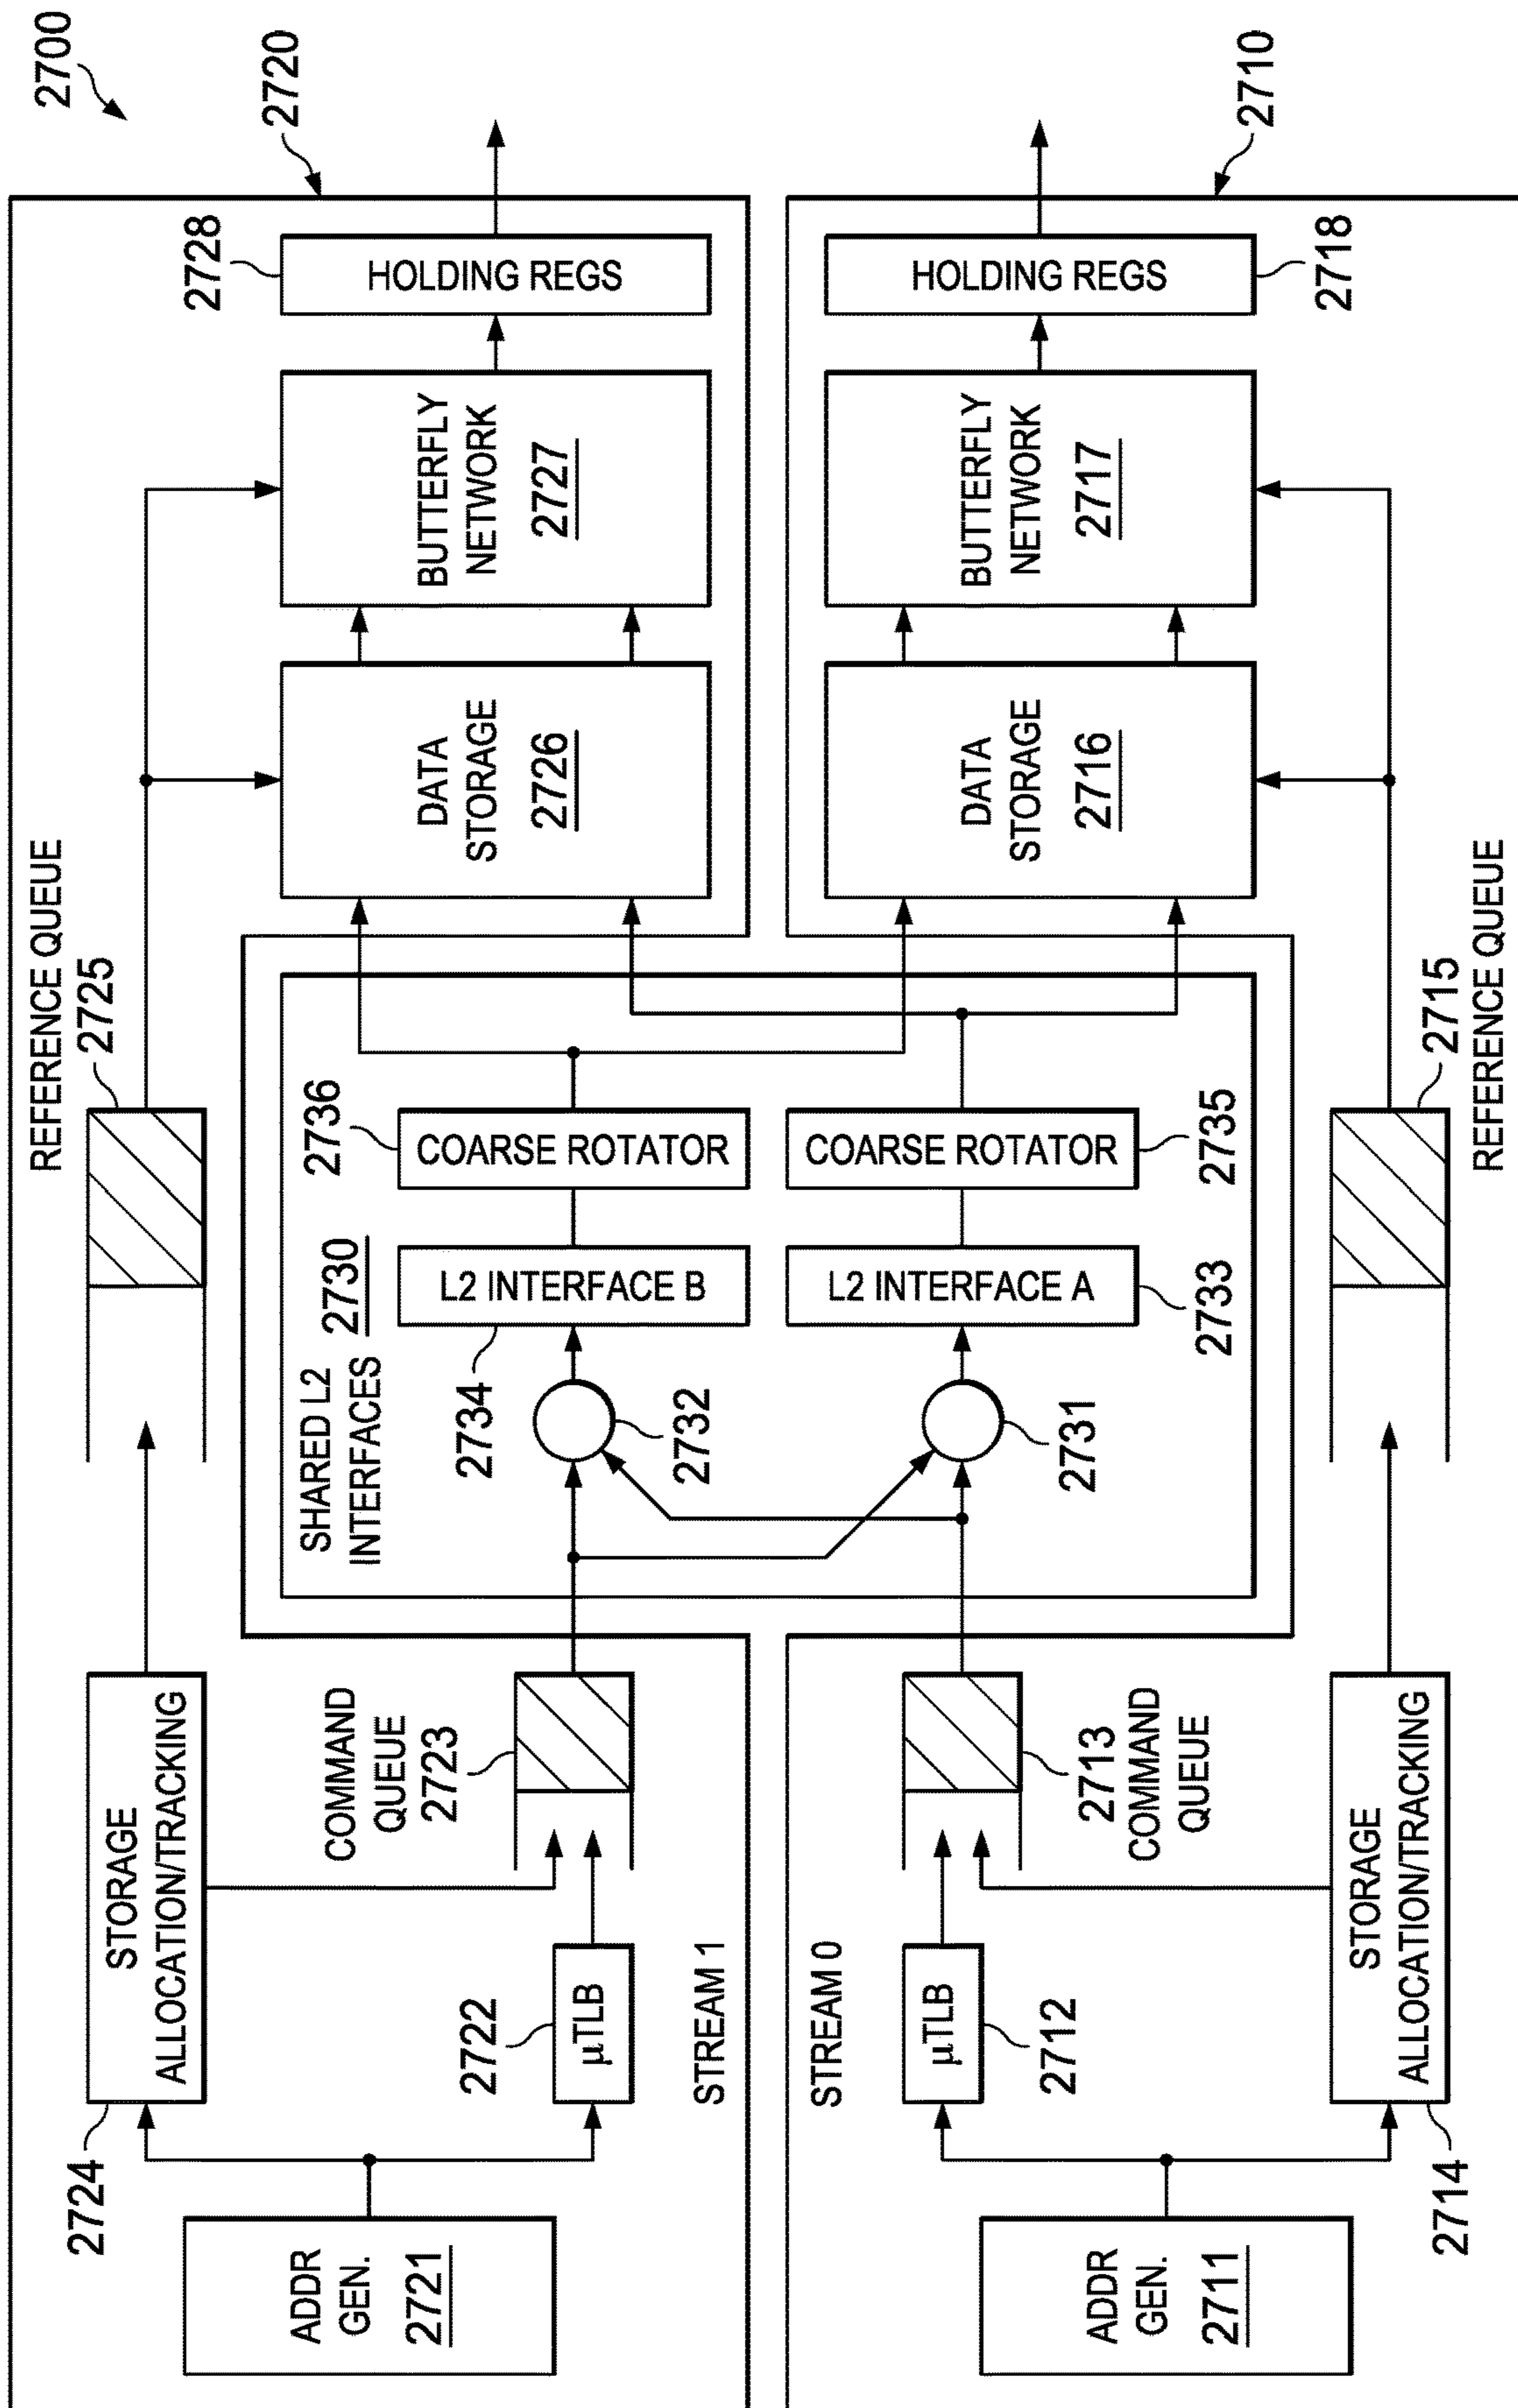 2700
2720
2710
REFERENCE QUEUE
2725
2728
HOLDING REGS
BUTTERFLY
NETWORK
2727
DATA
STORAGE
2726
STORAGE
ALLOCATION/TRACKING
2724
ADDR
GEN.
2721
2722
µTLB
COMMAND
QUEUE
2723
STREAM 1
SHARED L2
INTERFACES
2730
2734
L2 INTERFACE B
2736
COARSE ROTATOR
2732
2731
L2 INTERFACE A
2733
COARSE ROTATOR
2735
STREAM 0
ADDR
GEN.
2711
µTLB
2712
2713
COMMAND
QUEUE
STORAGE
ALLOCATION/TRACKING
2714
DATA
STORAGE
2716
BUTTERFLY
NETWORK
2717
HOLDING REGS
2718
2715
REFERENCE QUEUE